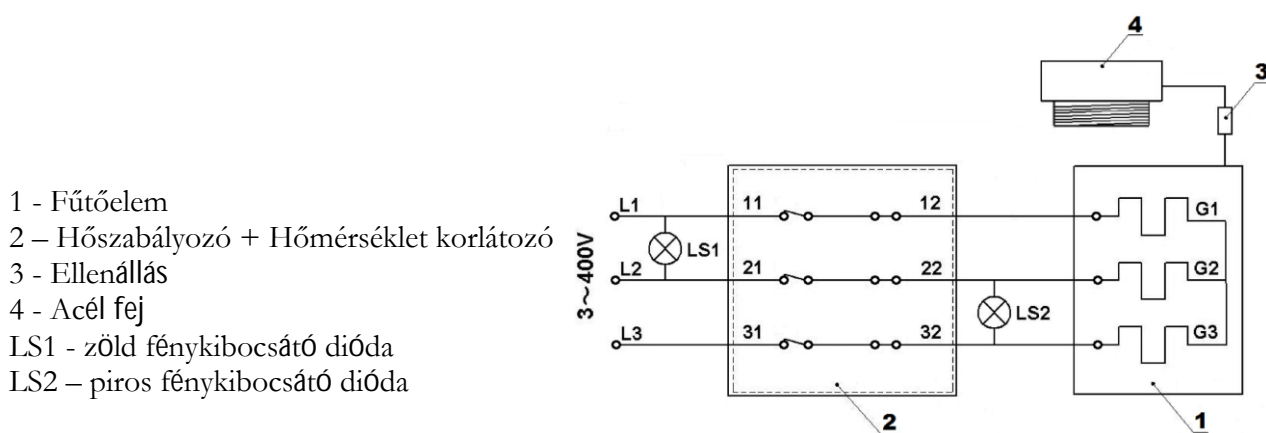 1 - Fűtőelem
2 – Hőszabályozó + Hőmérséklet korlátozó
3 - Ellenállás
4 - Acél fej
LS1 - zöld fénykibocsátó dióda
LS2 – piros fénykibocsátó dióda
4
3
3~400V
L1 11 12 G1
LS1
L2 21 22 G2
LS2
L3 31 32 G3
2
1